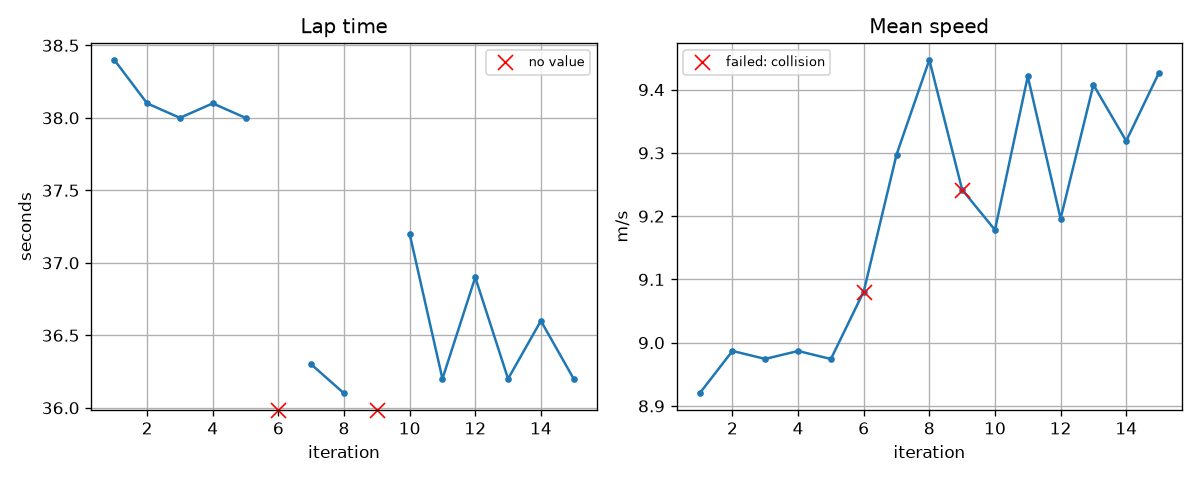 Lap time
38.5
38.0
37.5
37.0
36.5
36.0
seconds
no value
2 4 6 8 10 12 14
iteration
Mean speed
9.4
9.3
9.2
9.1
9.0
8.9
m/s
failed: collision
2 4 6 8 10 12 14
iteration